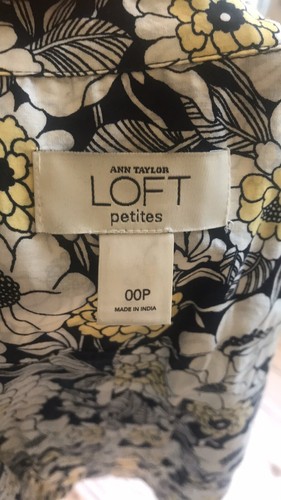 ANN TAYLOR
LOFT
petites
00P
MADE IN INDIA